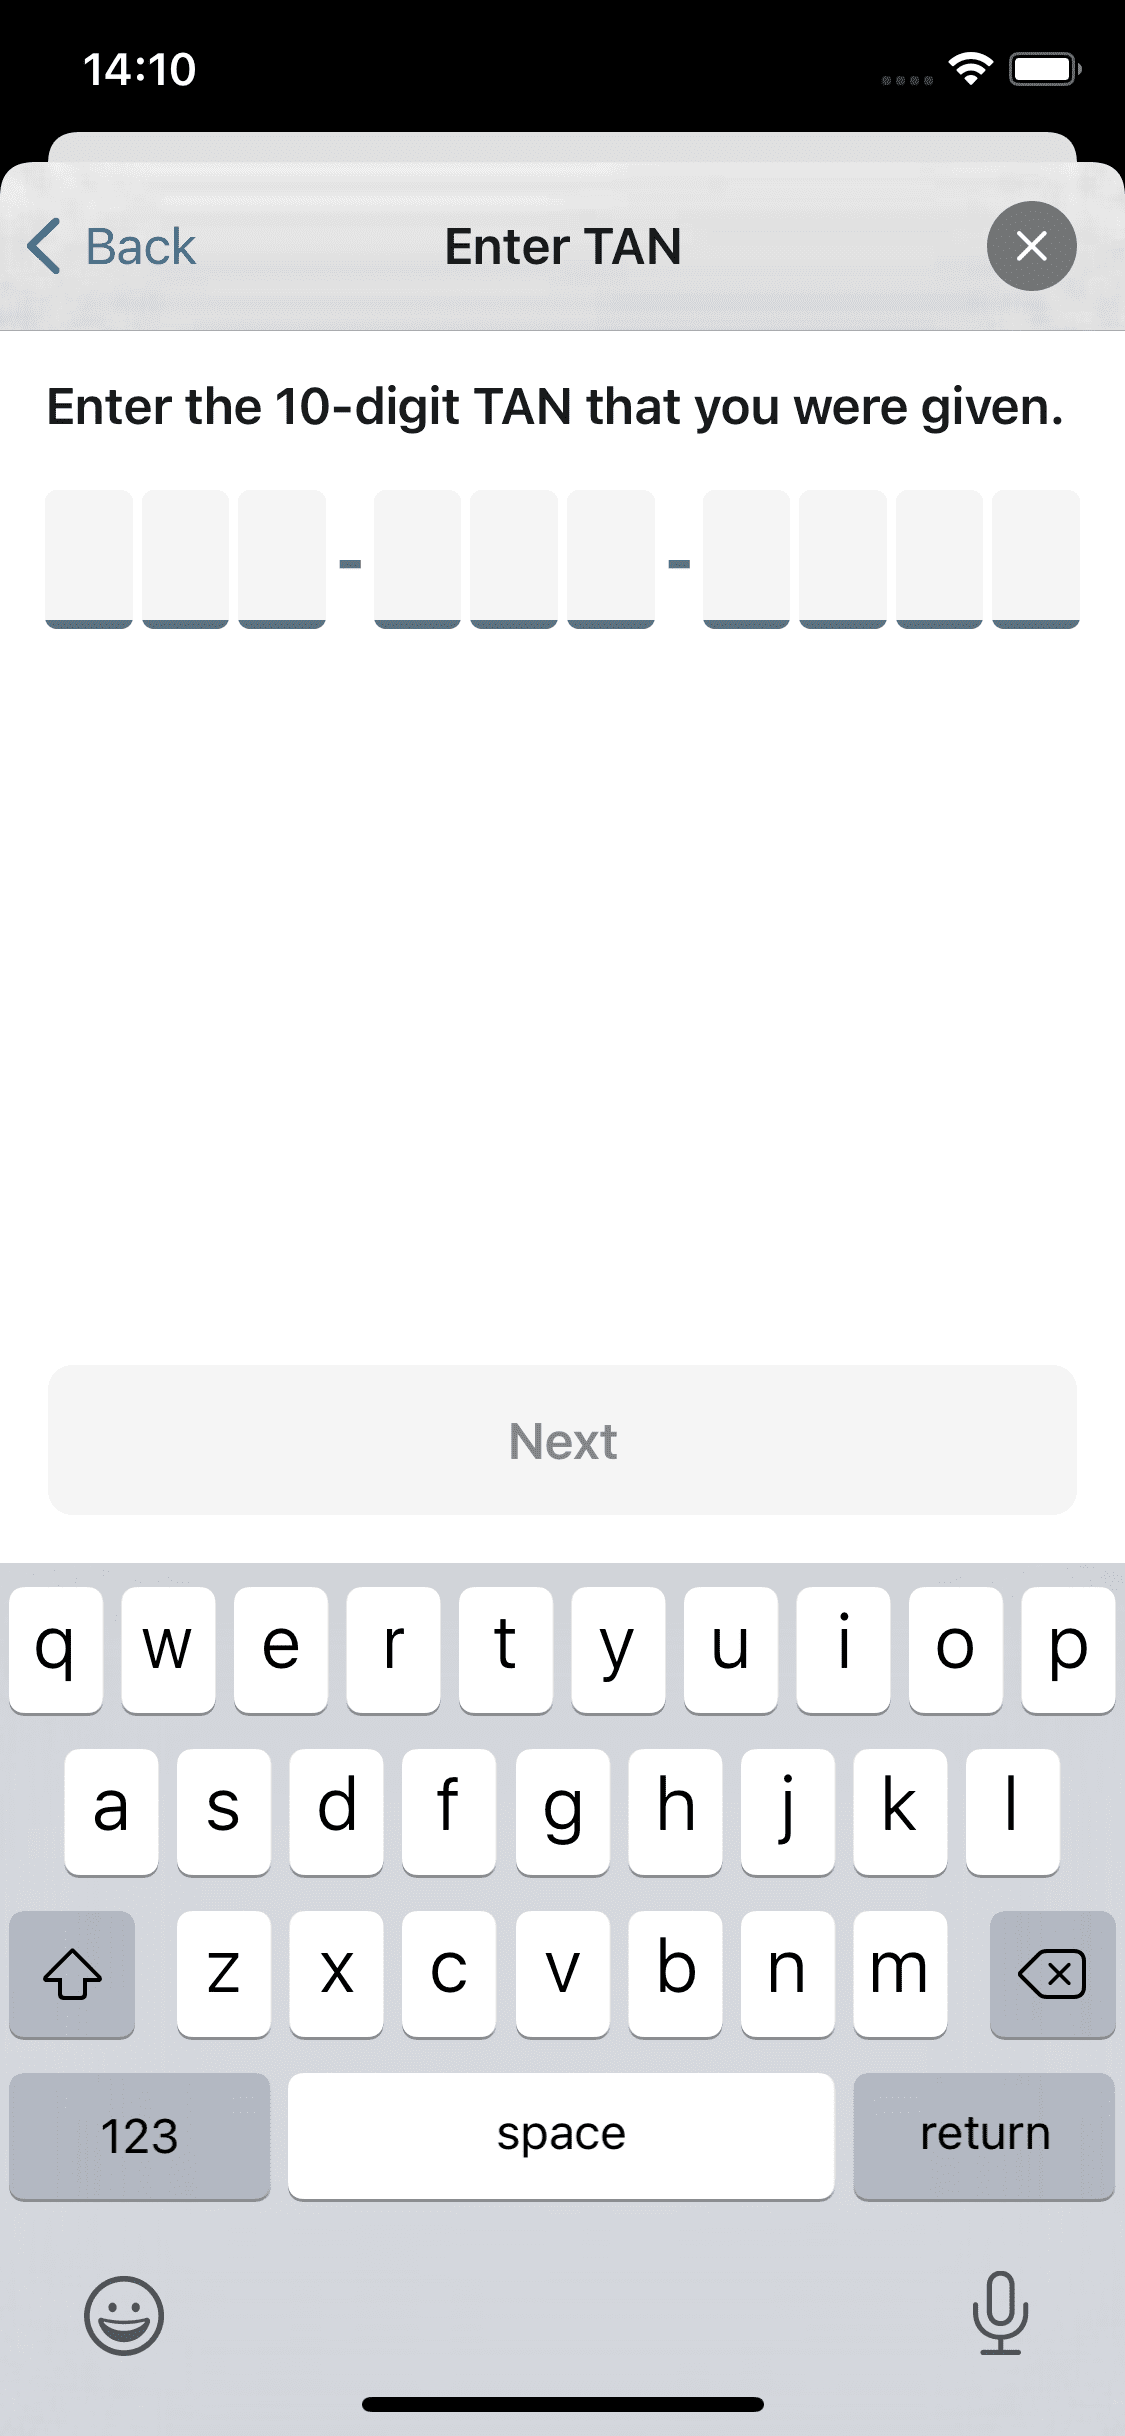 14:10
Back Enter TAN
Enter the 10-digit TAN that you were given.
- -
Next
q w e r t y u i o p
a s d f g h j k l
z x c v b n m
123 space return